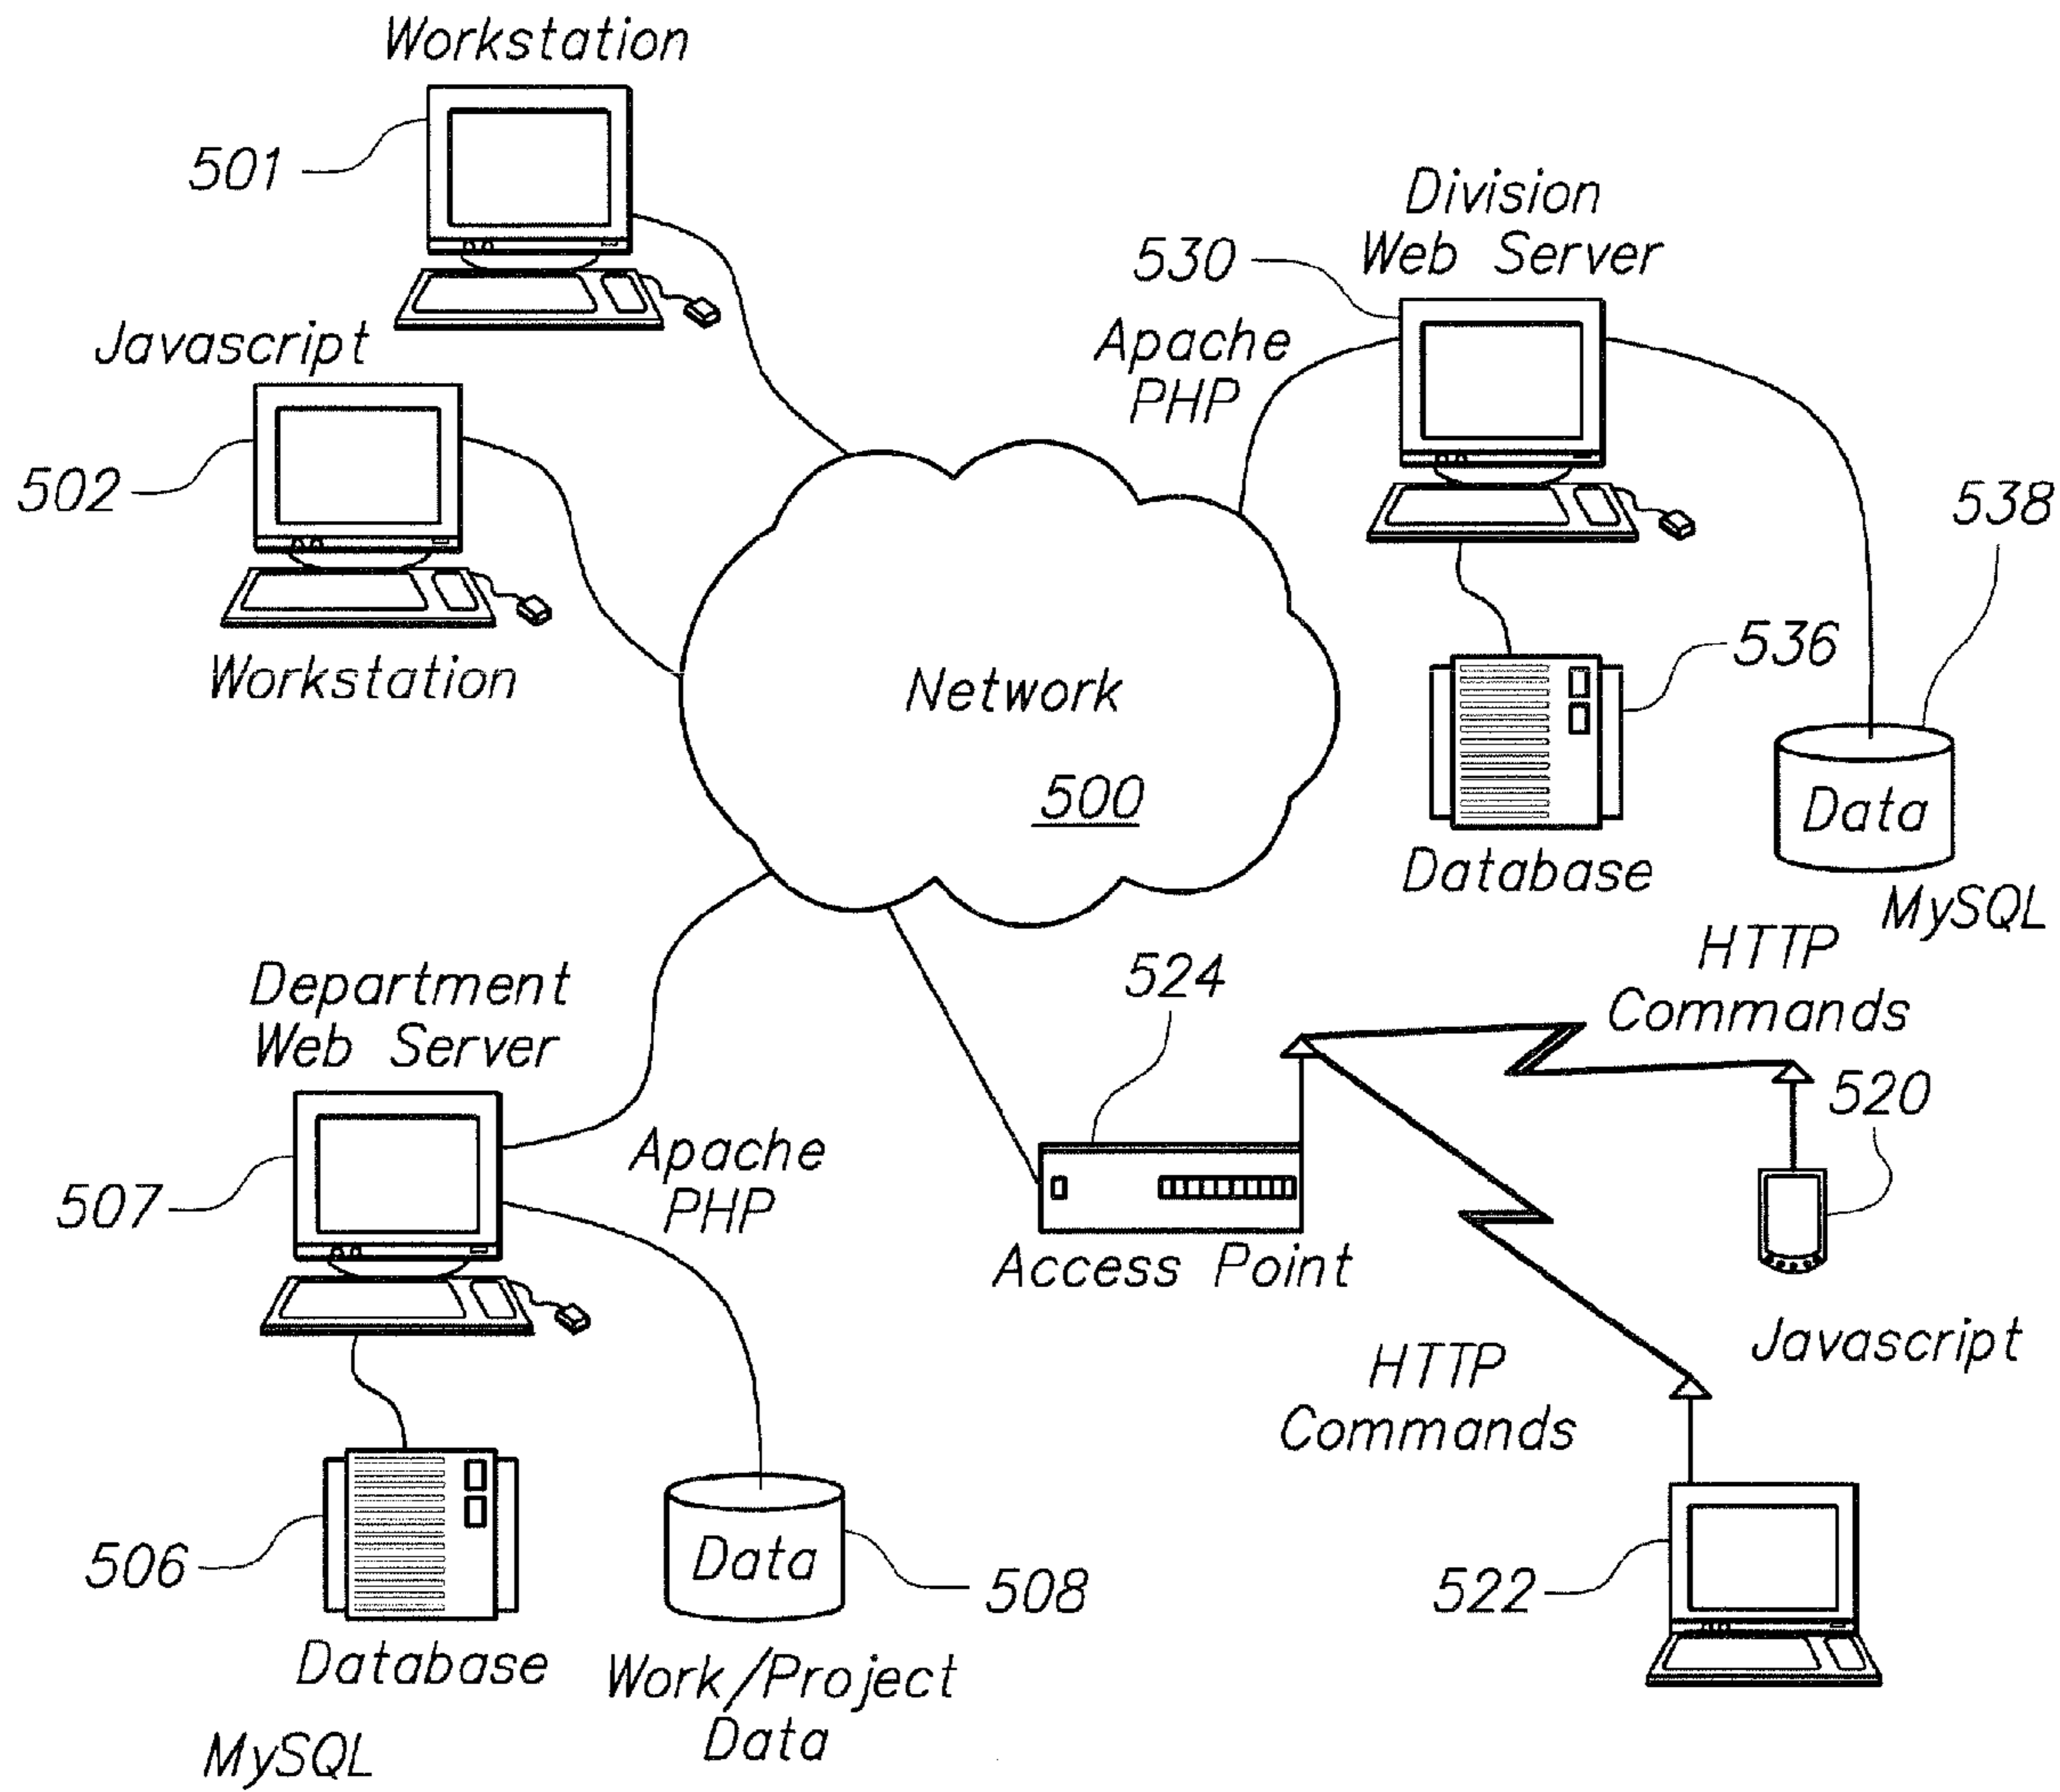 Workstation
501
Javascript
502
Workstation
Division
Web Server
530
Apache
PHP
538
536
Network
500
Data
Database
MySQL
HTTP
Commands
524
520
Department
Web Server
Apache
PHP
507
Access Point
Javascript
HTTP
Commands
506
Data
508
522
Database
Work/Project
Data
MySQL